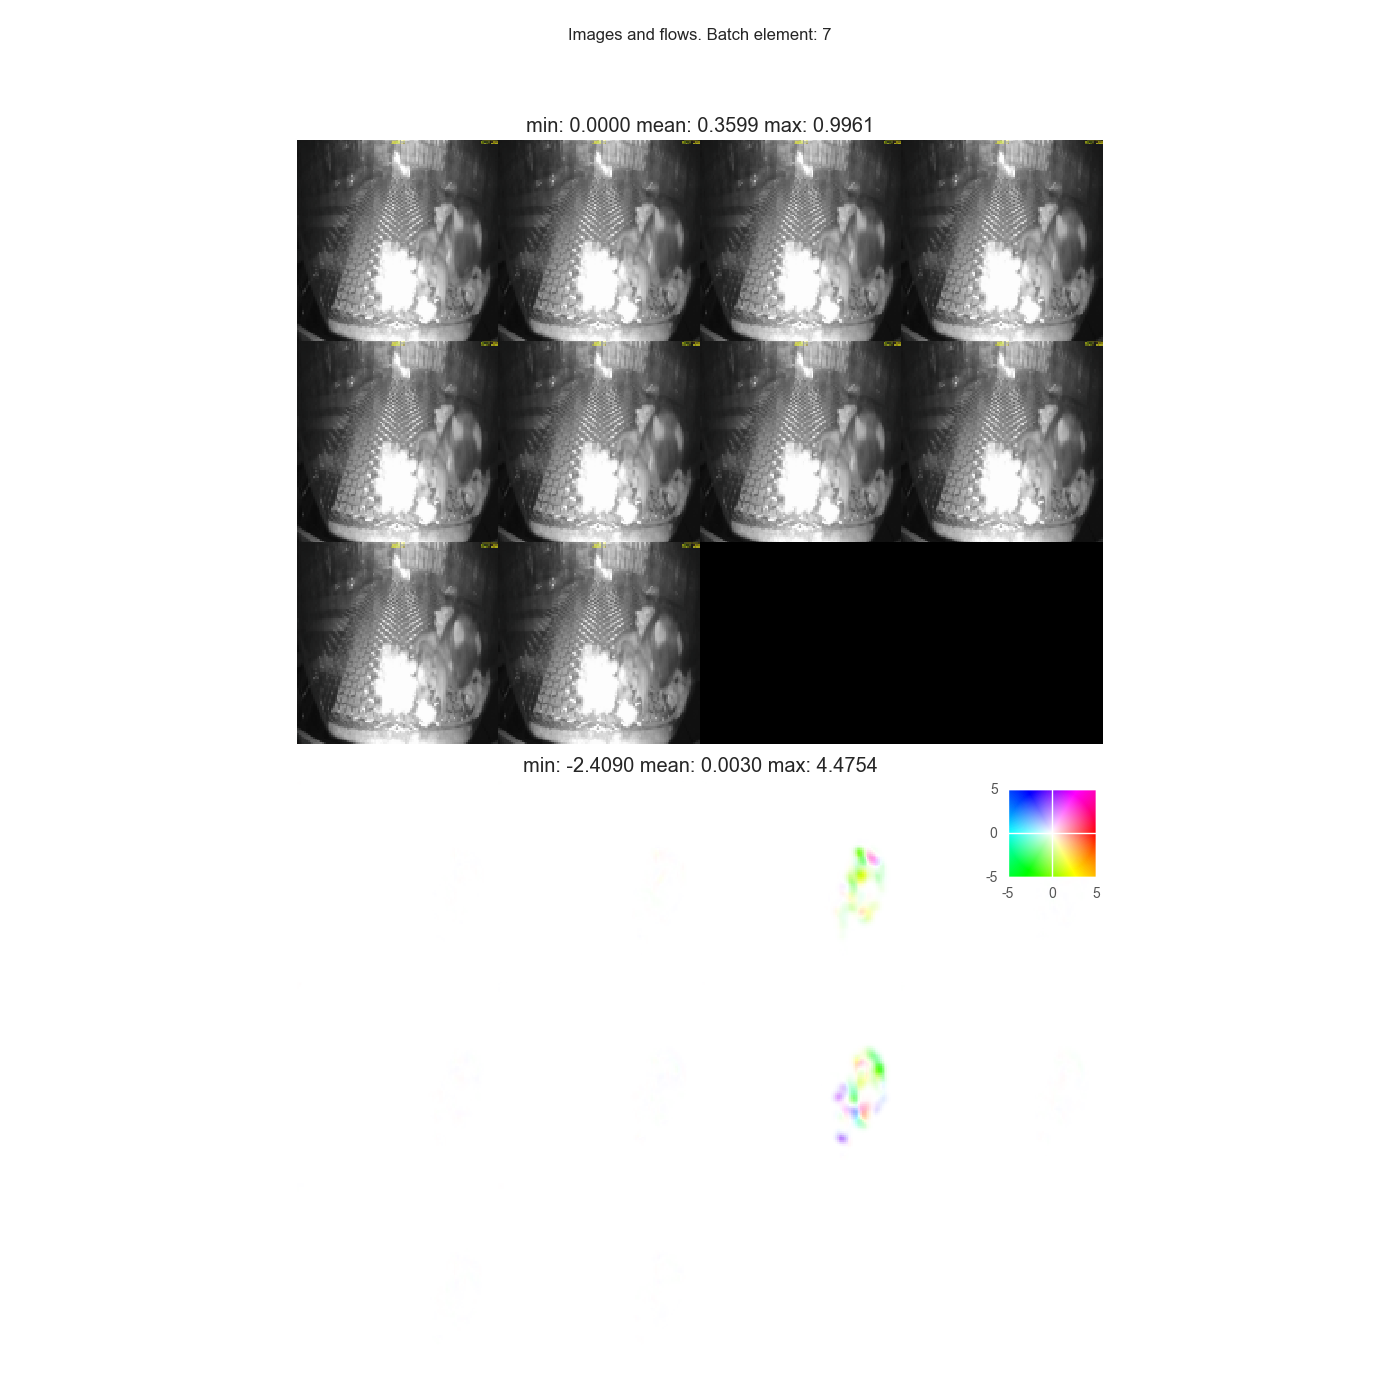 Images and flows. Batch element: 7
min: 0.0000 mean: 0.3599 max: 0.9961
min: -2.4090 mean: 0.0030 max: 4.4754
5
0
-5
-5 0 5